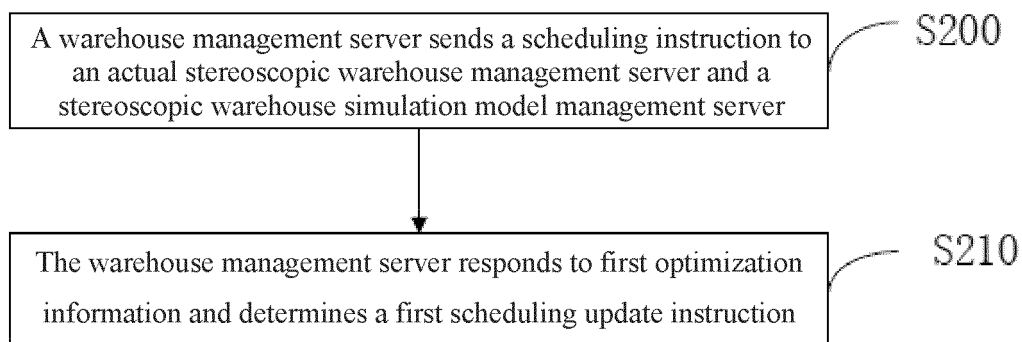 A warehouse management server sends a scheduling instruction to
an actual stereoscopic warehouse management server and a
stereoscopic warehouse simulation model management server
S200
The warehouse management server responds to first optimization
information and determines a first scheduling update instruction
S210